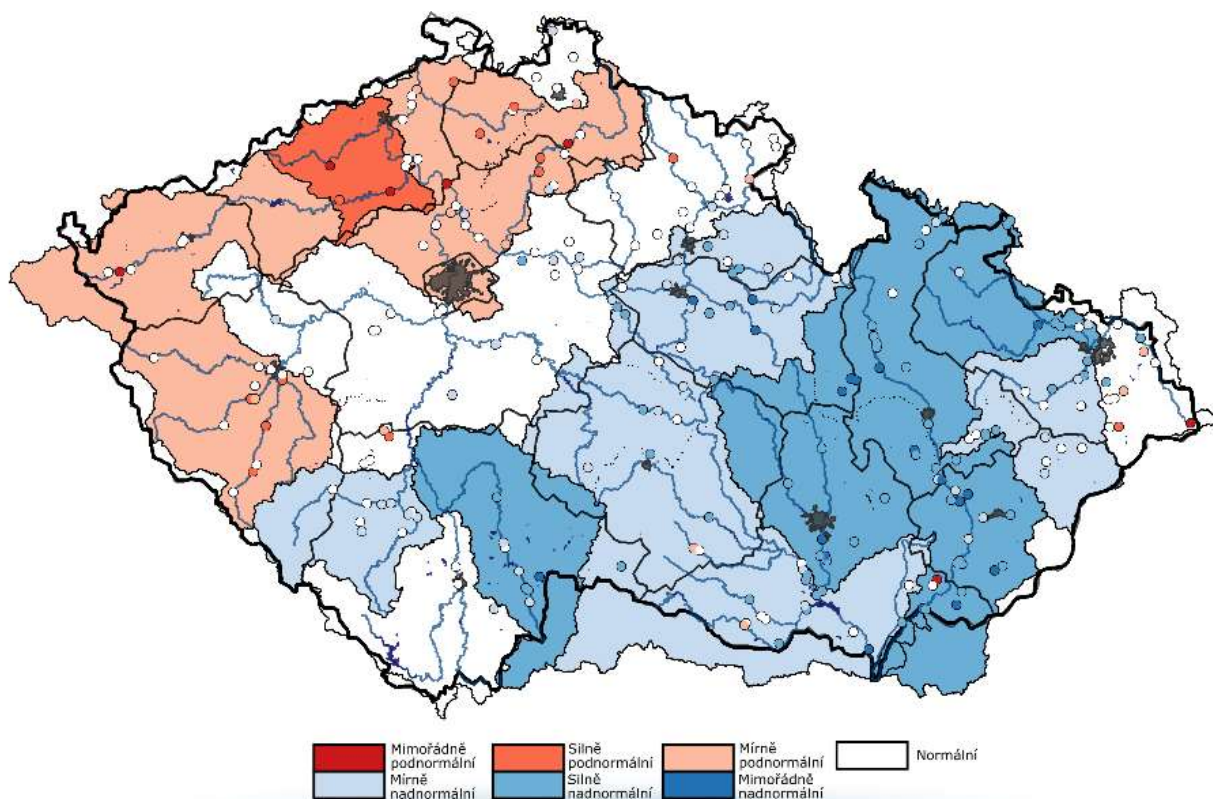 Mimořádně
podnormální
Silně
podnormální
Mírně
podnormální
Normální
Mírně
nadnormální
Silně
nadnormální
Mimořádně
nadnormální